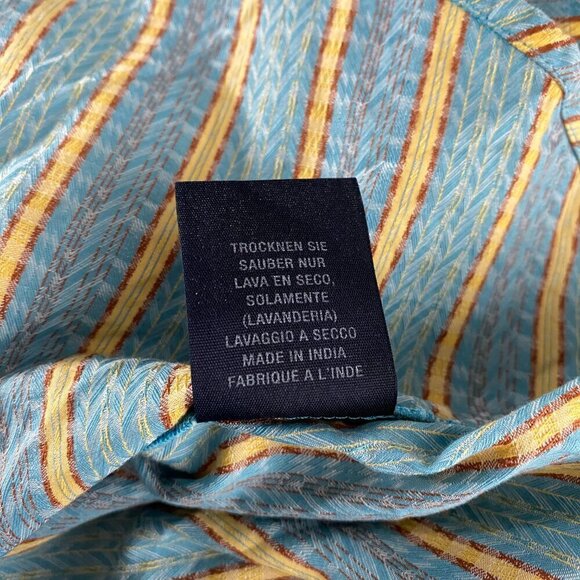 TROCKNEN SIE
SAUBER NUR
LAVA EN SECO,
SOLAMENTE
(LAVANDERIA)
LAVAGGIO A SECCO
MADE IN INDIA
FABRIQUE A L'INDE